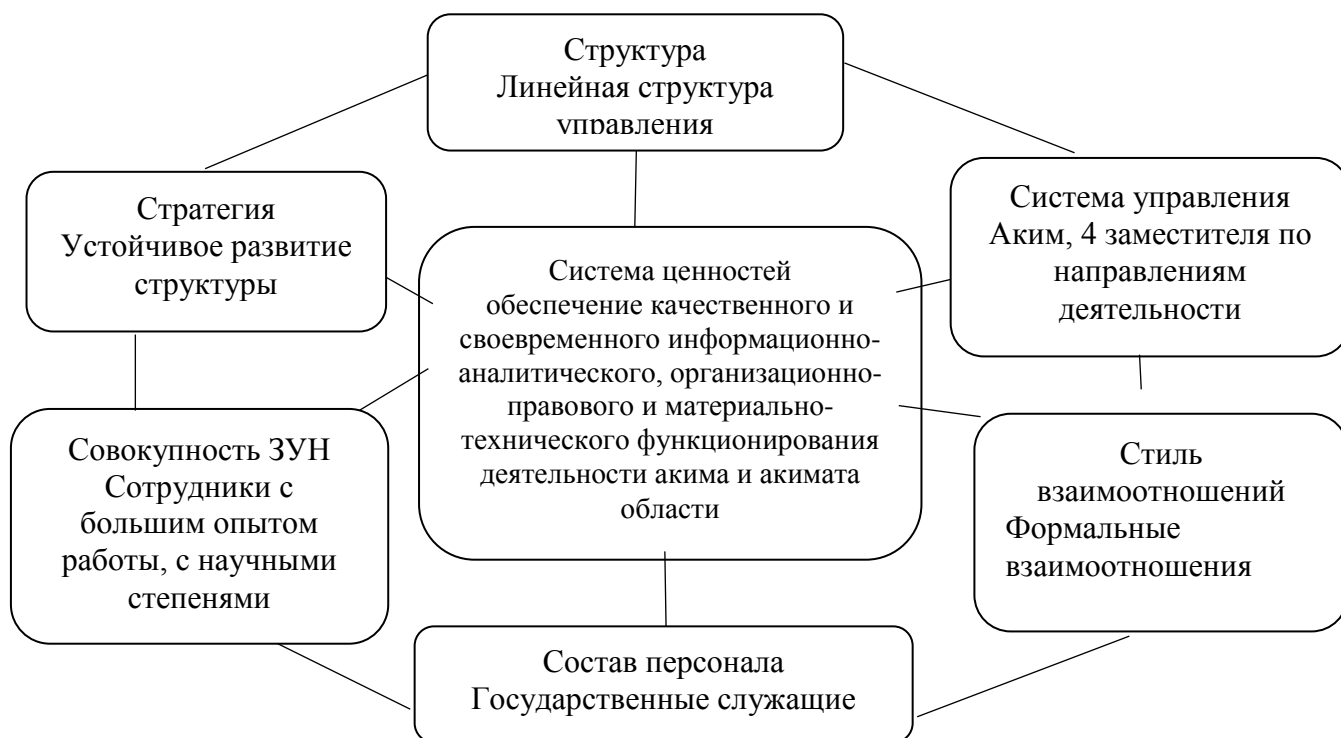 Структура
Линейная структура
управления
Стратегия
Устойчивое развитие
структуры
Система управления
Аким, 4 заместителя по
направлениям
деятельности
Система ценностей
обеспечение качественного и
своевременного информационно-
аналитического, организационно-
правового и материально-
технического функционирования
деятельности акима и акимата
области
Совокупность ЗУН
Сотрудники с
большим опытом
работы, с научными
степенями
Стиль
взаимоотношений
Формальные
взаимоотношения
Состав персонала
Государственные служащие